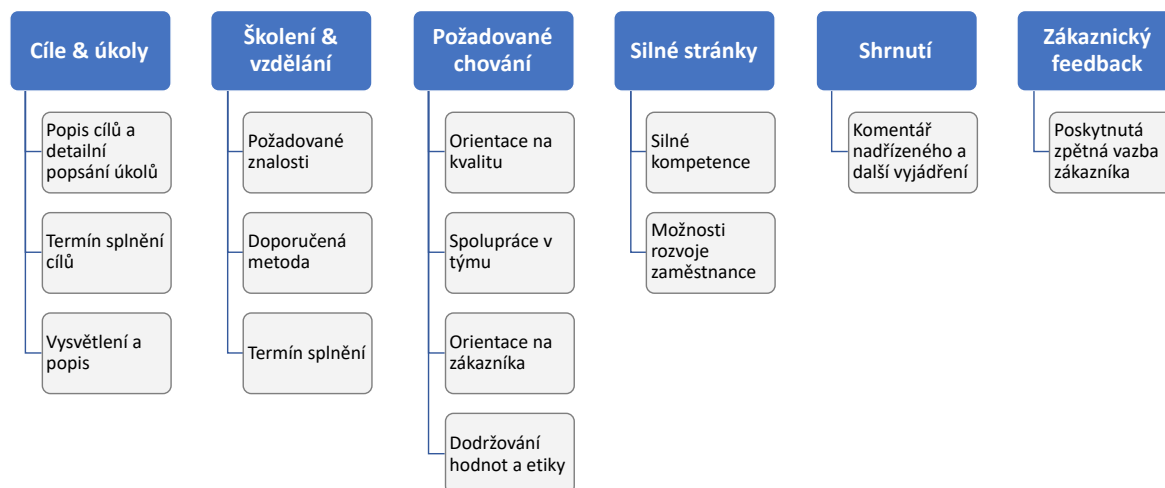 Cíle & úkoly
Popis cílů a
detailní
popsání úkolů
Termín splnění
cílů
Vysvětlení a
popis
Školení &
vzdělání
Požadované
znalosti
Doporučená
metoda
Termín splnění
Požadované
chování
Orientace na
kvalitu
Spolupráce v
týmu
Orientace na
zákazníka
Dodržování
hodnot a etiky
Silné stránky
Silné
kompetence
Možnosti
rozvoje
zaměstnance
Shrnutí
Komentář
nadřízeného a
další vyjádření
Zákaznický
feedback
Poskytnutá
zpětná vazba
zákazníka